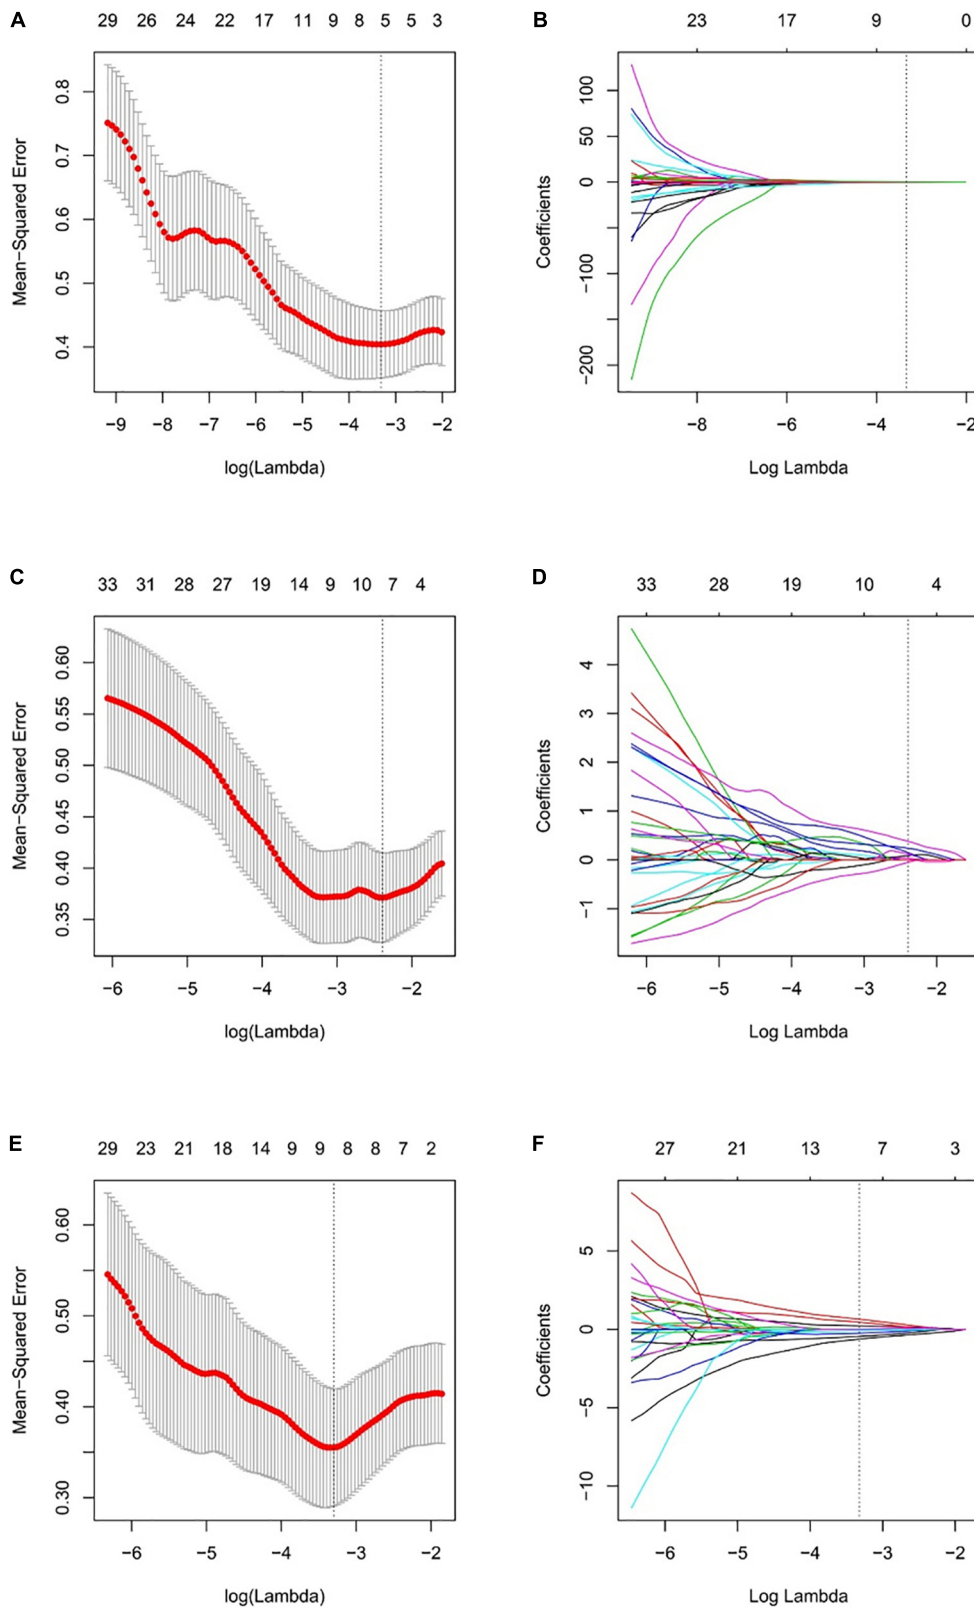 A
29 26 24 22 17 11 9 8 5 5 3
Mean−Squared Error
0.8
0.7
0.6
0.5
0.4
−9 −8 −7 −6 −5 −4 −3 −2
log(Lambda)
B
23 17 9 0
Coefficients
100
50
0
−100
−200
−8 −6 −4 −2
Log Lambda
C
33 31 28 27 19 14 9 10 7 4
Mean−Squared Error
0.60
0.55
0.50
0.45
0.40
0.35
−6 −5 −4 −3 −2
log(Lambda)
D
33 28 19 10 4
Coefficients
4
3
2
1
0
−1
−6 −5 −4 −3 −2
Log Lambda
E
29 23 21 18 14 9 9 8 8 7 2
Mean−Squared Error
0.60
0.50
0.40
0.30
−6 −5 −4 −3 −2
log(Lambda)
F
27 21 13 7 3
Coefficients
5
0
−5
−10
−6 −5 −4 −3 −2
Log Lambda